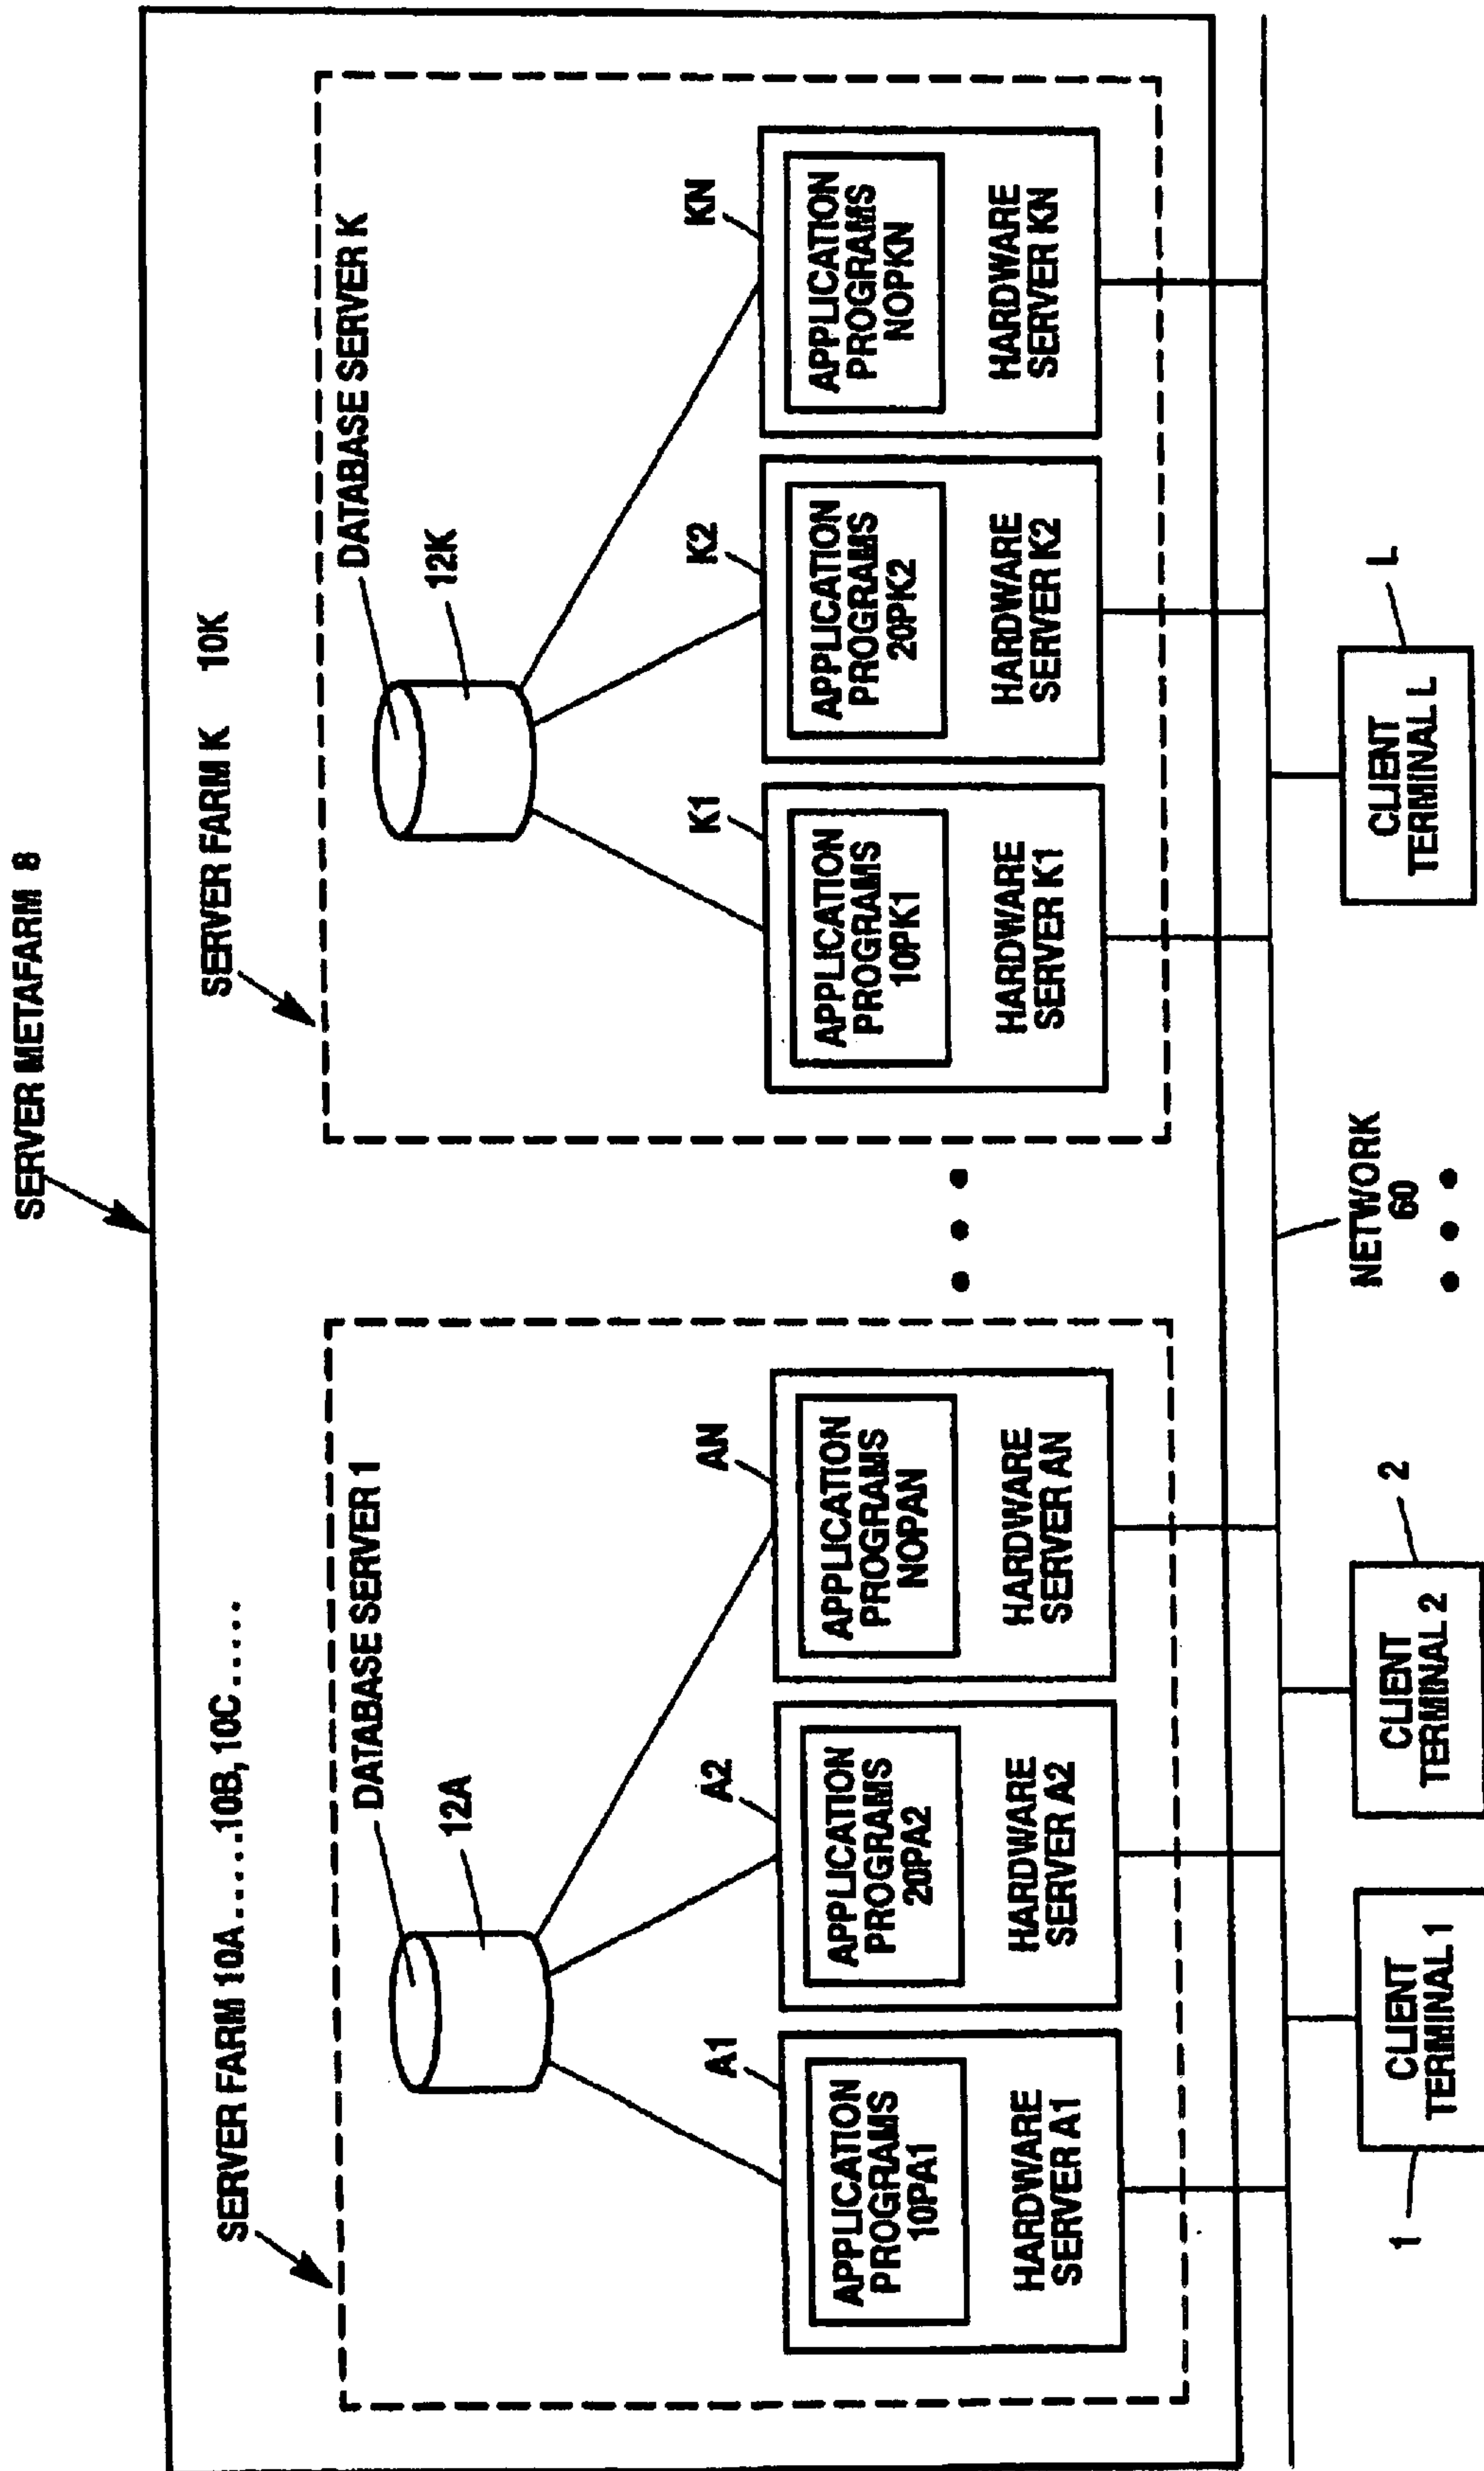 SERVER METAFARM 8
SERVER FARM 10A.....10B, 10C.....
DATABASE SERVER 1
12A
A1
APPLICATION
PROGRAMS
10PA1
HARDWARE
SERVER A1
A2
APPLICATION
PROGRAMS
20PA2
HARDWARE
SERVER A2
AN
APPLICATION
PROGRAMS
NOPAN
HARDWARE
SERVER AN
SERVER FARM K 10K
DATABASE SERVER K
12K
K1
APPLICATION
PROGRAMS
10PK1
HARDWARE
SERVER K1
K2
APPLICATION
PROGRAMS
20PK2
HARDWARE
SERVER K2
KN
APPLICATION
PROGRAMS
NOPKN
HARDWARE
SERVER KN
1
CLIENT
TERMINAL 1
CLIENT
TERMINAL 2
2
NETWORK
60
CLIENT
TERMINAL L
L